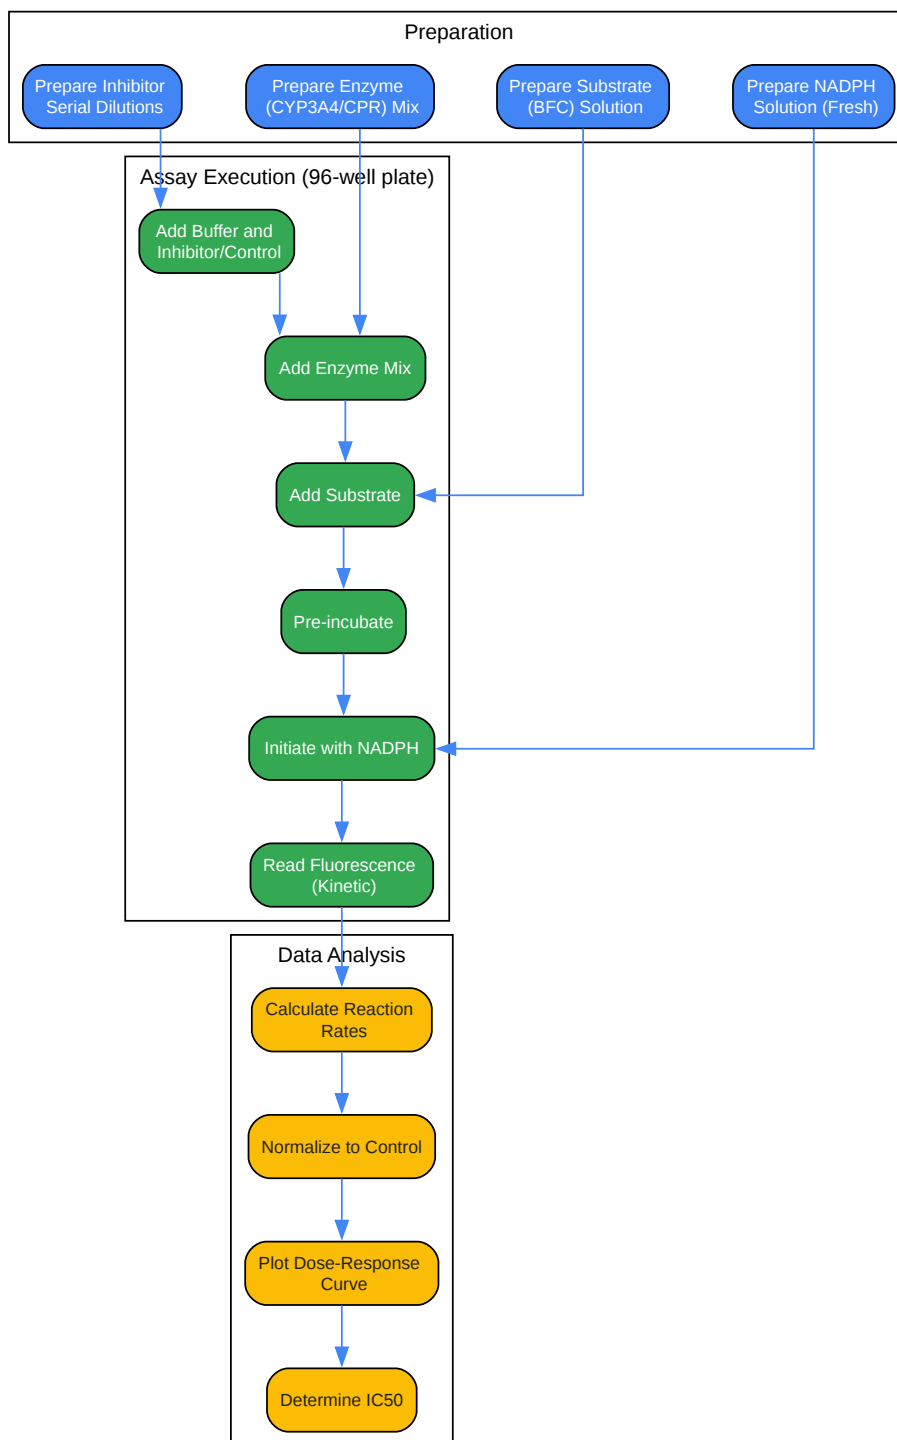 Preparation
Prepare Inhibitor
Serial Dilutions
Prepare Enzyme
(CYP3A4/CPR) Mix
Prepare Substrate
(BFC) Solution
Prepare NADPH
Solution (Fresh)
Assay Execution (96-well plate)
Add Buffer and
Inhibitor/Control
Add Enzyme Mix
Add Substrate
Pre-incubate
Initiate with NADPH
Read Fluorescence
(Kinetic)
Data Analysis
Calculate Reaction
Rates
Normalize to Control
Plot Dose-Response
Curve
Determine IC50